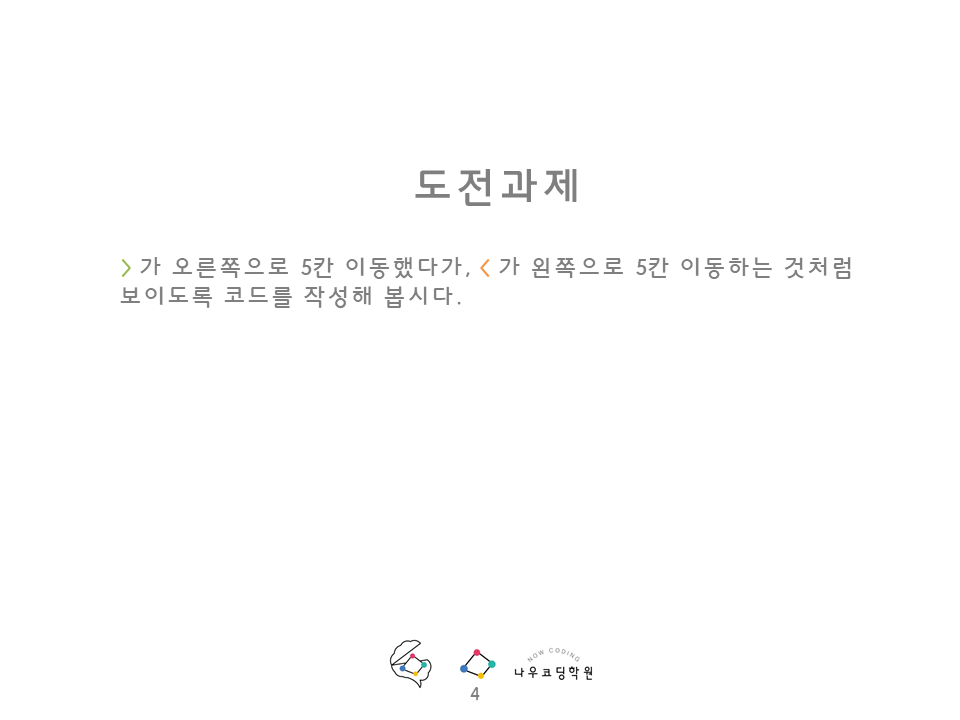 도전과제
> 가 오른쪽으로 5칸 이동했다가, < 가 왼쪽으로 5칸 이동하는 것처럼
보이도록 코드를 작성해 봅시다.
NOW CODING
나우코딩학원
4